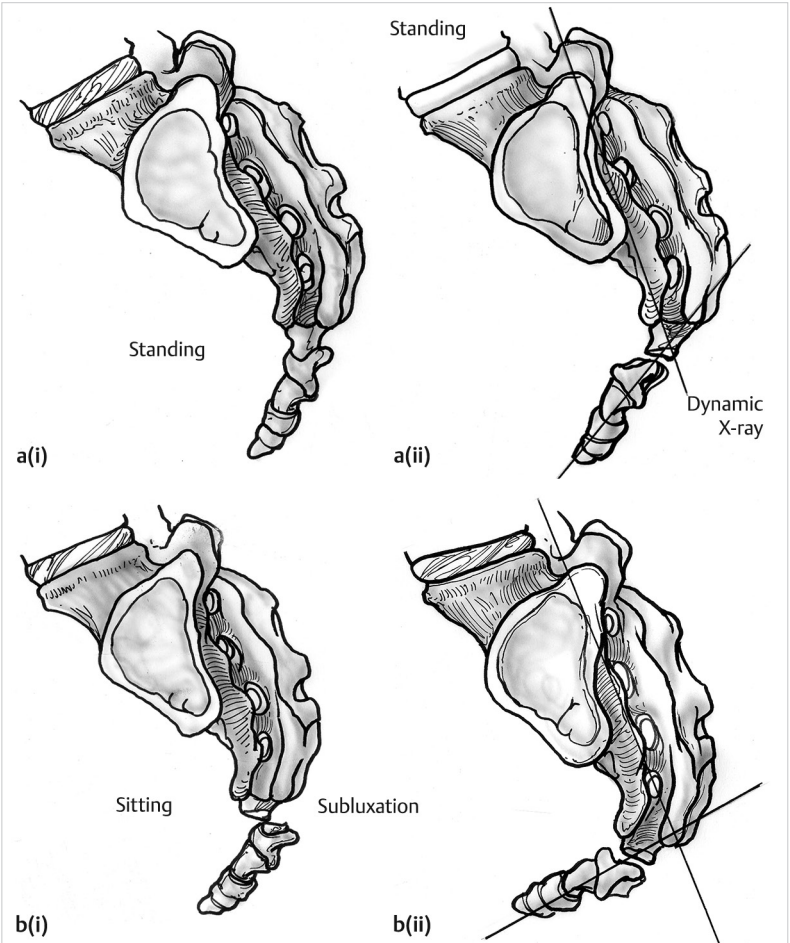 Standing
Standing
Dynamic
X-ray
a(i)
a(ii)
Sitting
Subluxation
b(i)
b(ii)